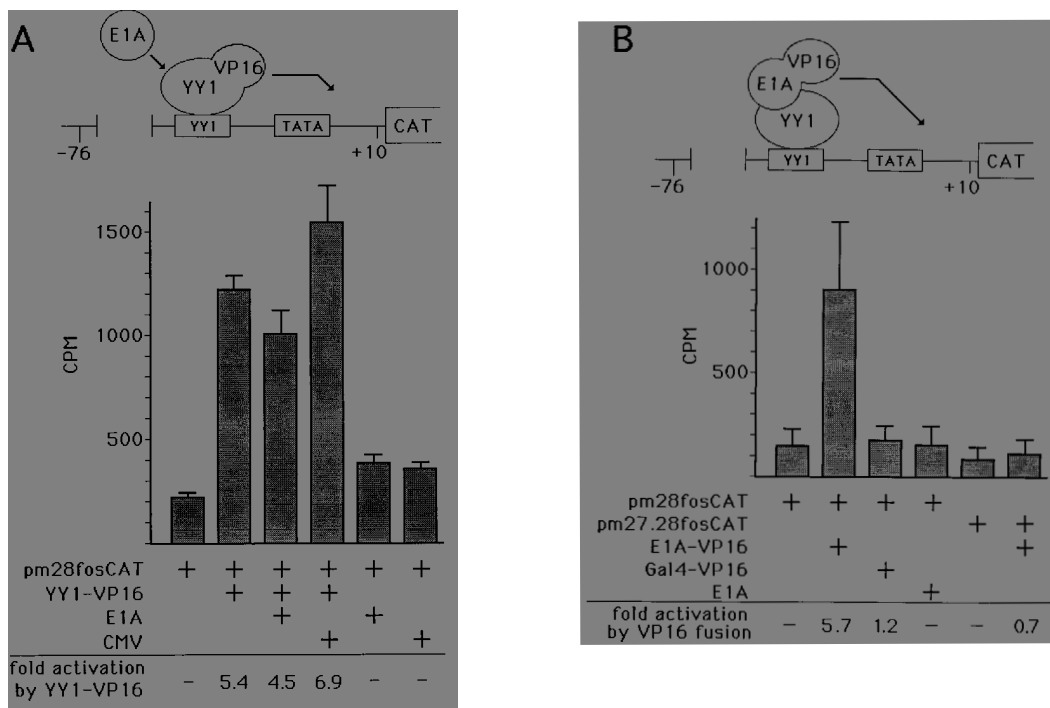 A
E1A
VP16
YY1
YY1
TATA
CAT
-76
+10
1500
1000
500
CPM
pm28fosCAT + + + + + +
YY1-VP16 + + +
E1A + +
CMV + +
fold activation
by YY1-VP16 - 5.4 4.5 6.9 - -
B
VP16
E1A
YY1
YY1
TATA
CAT
-76
+10
1000
500
CPM
pm28fosCAT + + + +
pm27.28fosCAT + +
E1A-VP16 + +
Gal4-VP16 +
E1A +
fold activation
by VP16 fusion - 5.7 1.2 - - 0.7